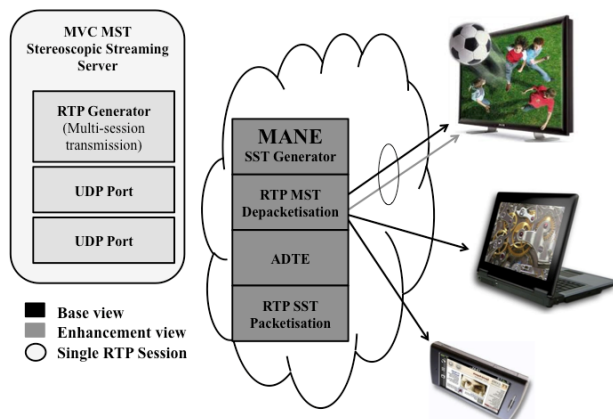 MVC MST
Stereoscopic Streaming
Server
RTP Generator
(Multi-session
transmission)
UDP Port
UDP Port
Base view
Enhancement view
Single RTP Session
MANE
SST Generator
RTP MST
Depacketisation
ADTE
RTP SST
Packetisation